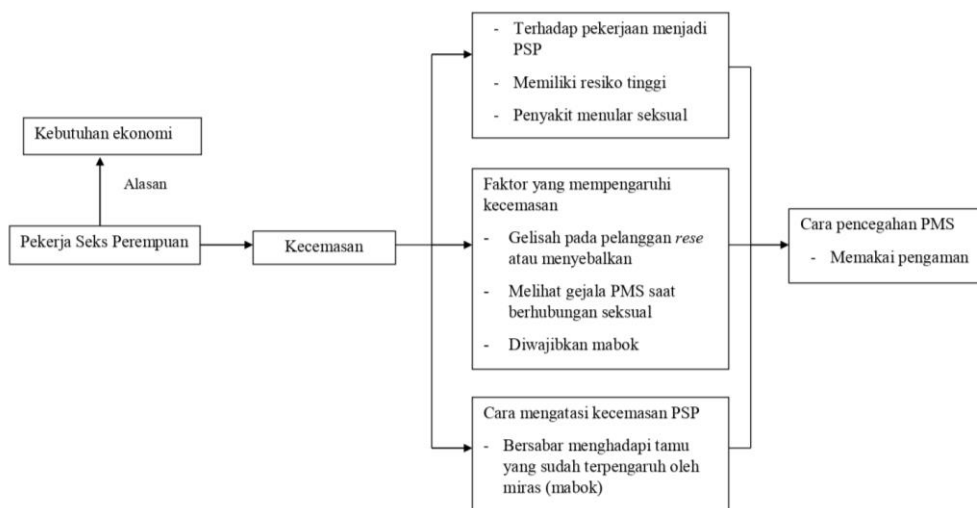 Kebutuhan ekonomi
Alasan
Pekerja Seks Perempuan
Kecemasan
- Terhadap pekerjaan menjadi
PSP
- Memiliki resiko tinggi
- Penyakit menular seksual
Faktor yang mempengaruhi
kecemasan
- Gelisah pada pelanggan rese
atau menyebalkan
- Melihat gejala PMS saat
berhubungan seksual
- Diwajibkan mabok
Cara mengatasi kecemasan PSP
- Bersabar menghadapi tamu
yang sudah terpengaruh oleh
miras (mabok)
Cara pencegahan PMS
- Memakai pengaman